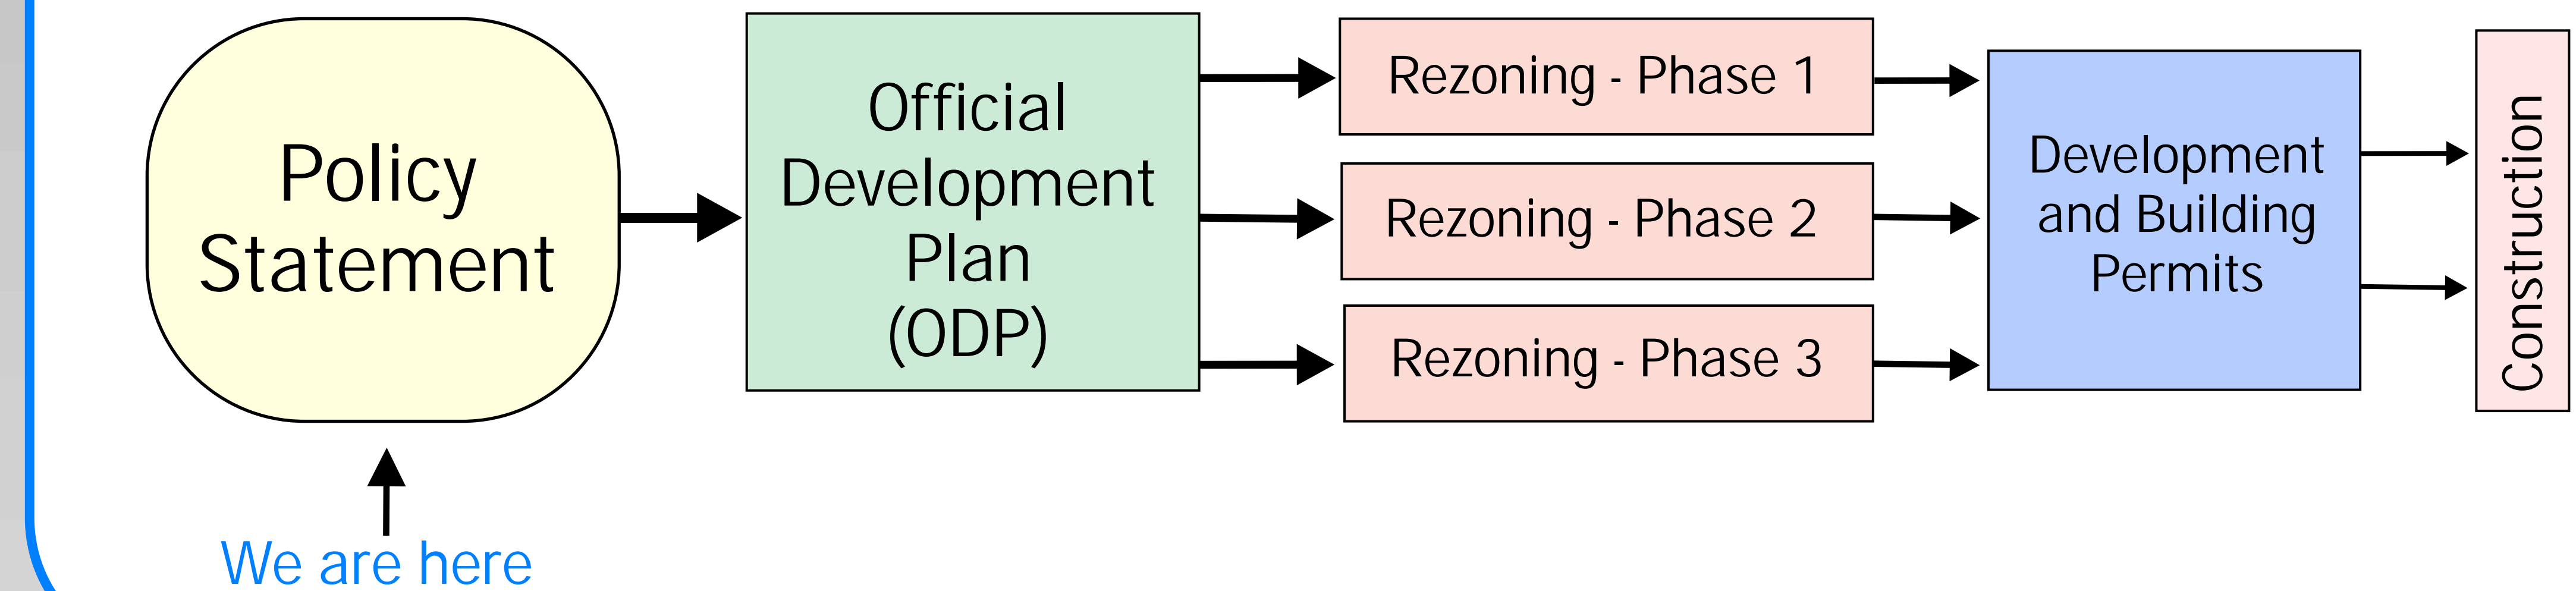 Policy
Statement
We are here
Official
Development
Plan
(ODP)
Rezoning - Phase 1
Rezoning - Phase 2
Rezoning - Phase 3
Development
and Building
Permits
Construction